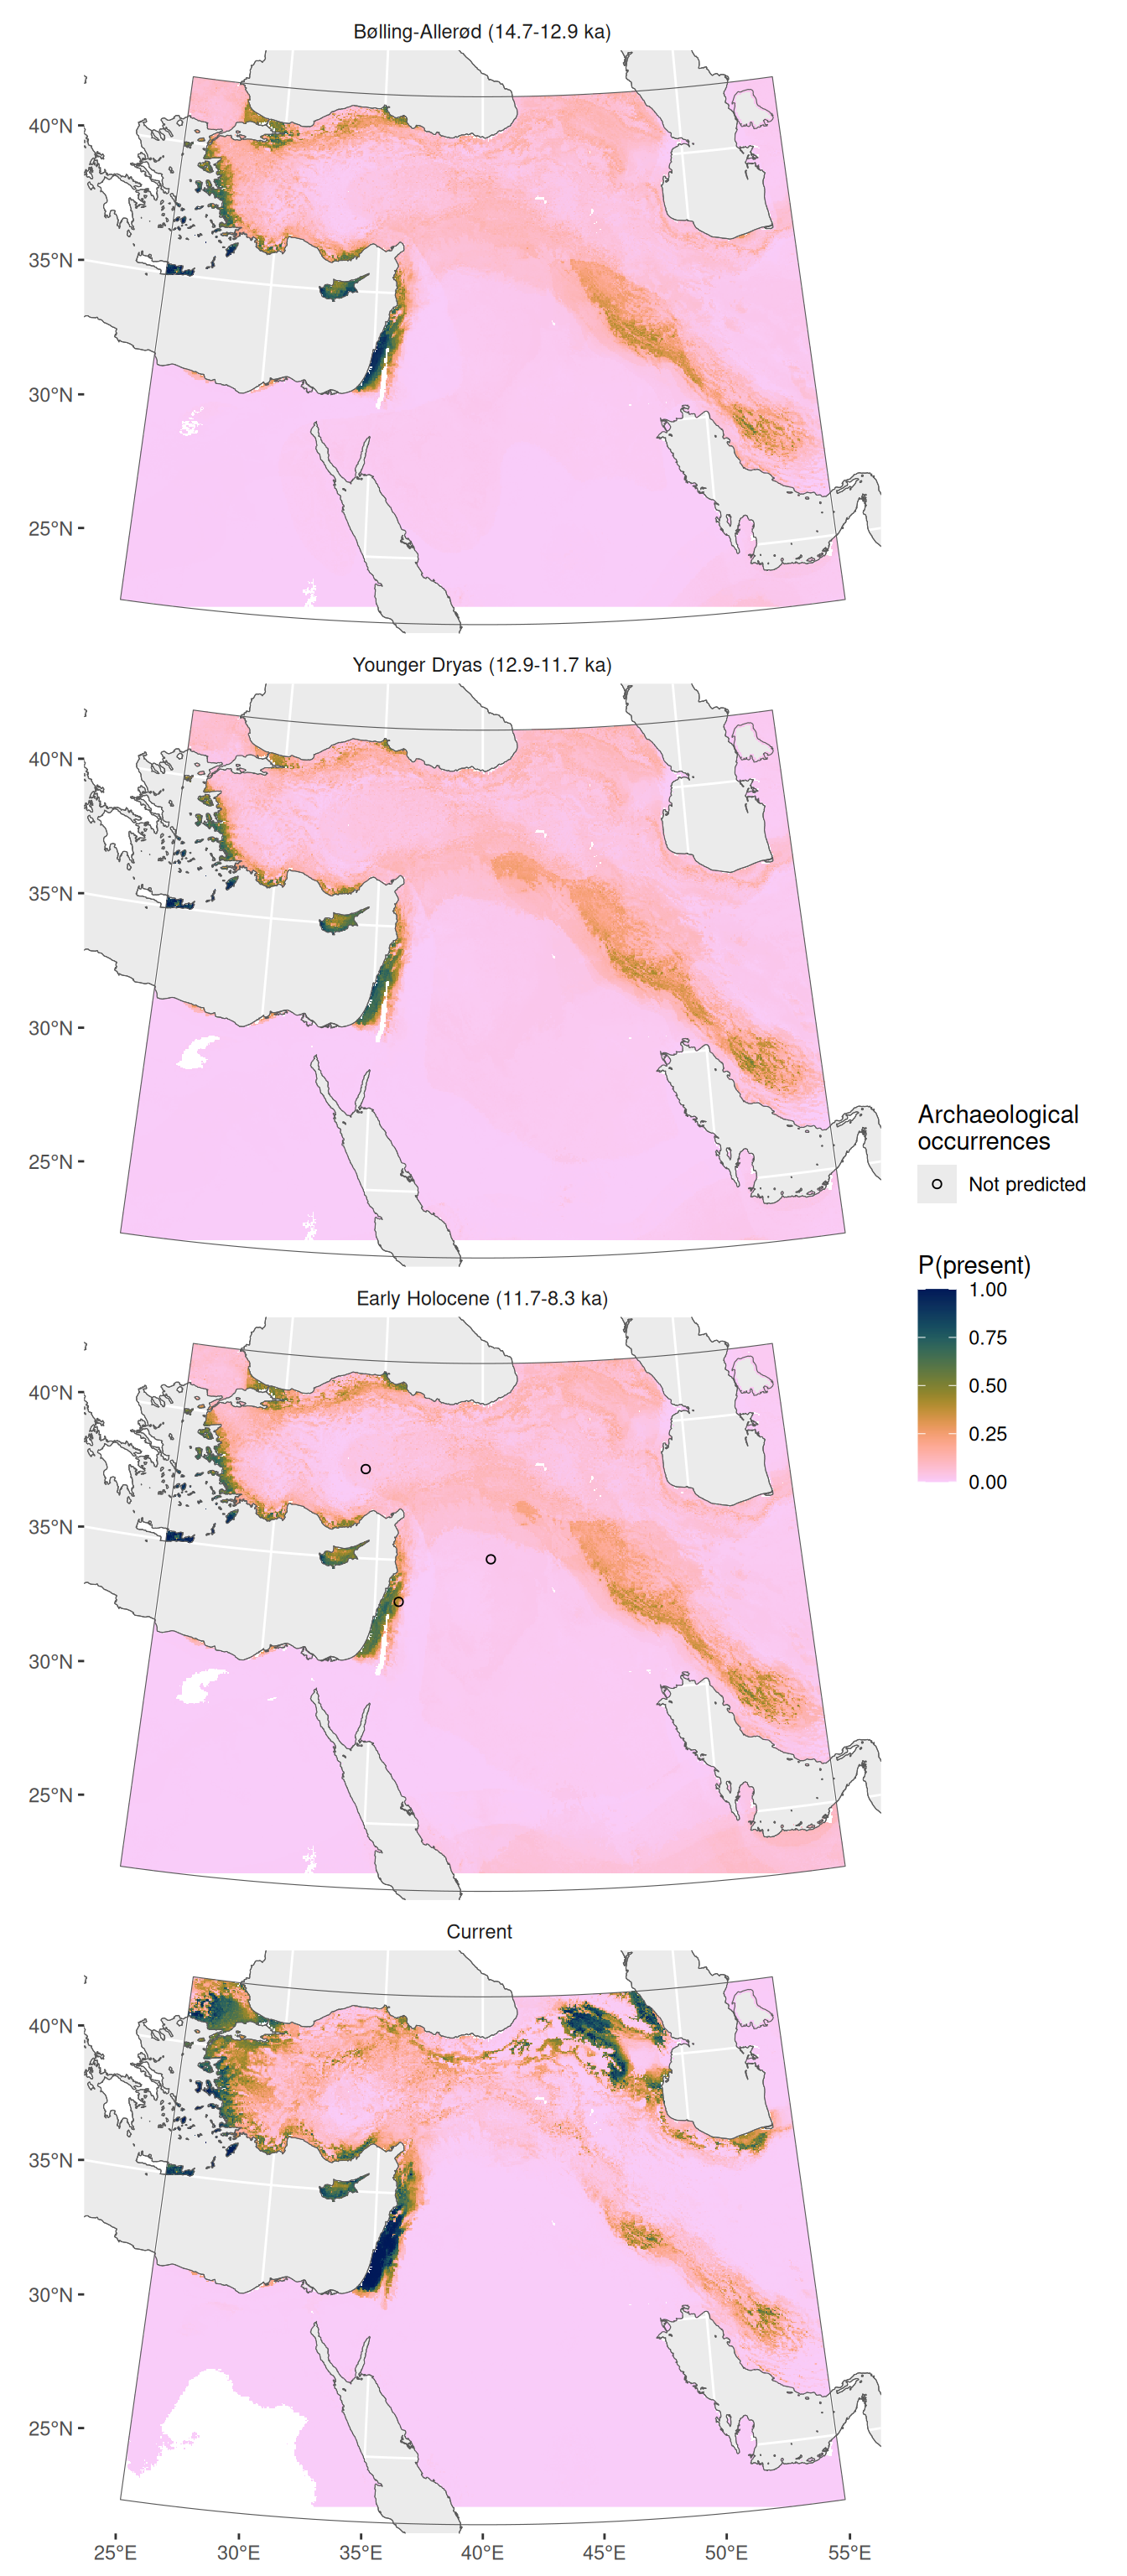 Bølling-Allerød (14.7-12.9 ka)
40°N
35°N
30°N
25°N
Younger Dryas (12.9-11.7 ka)
40°N
35°N
30°N
25°N
Archaeological
occurrences
Not predicted
P(present)
1.00
0.75
0.50
0.25
0.00
Early Holocene (11.7-8.3 ka)
40°N
35°N
30°N
25°N
Current
40°N
35°N
30°N
25°N
25°E 30°E 35°E 40°E 45°E 50°E 55°E